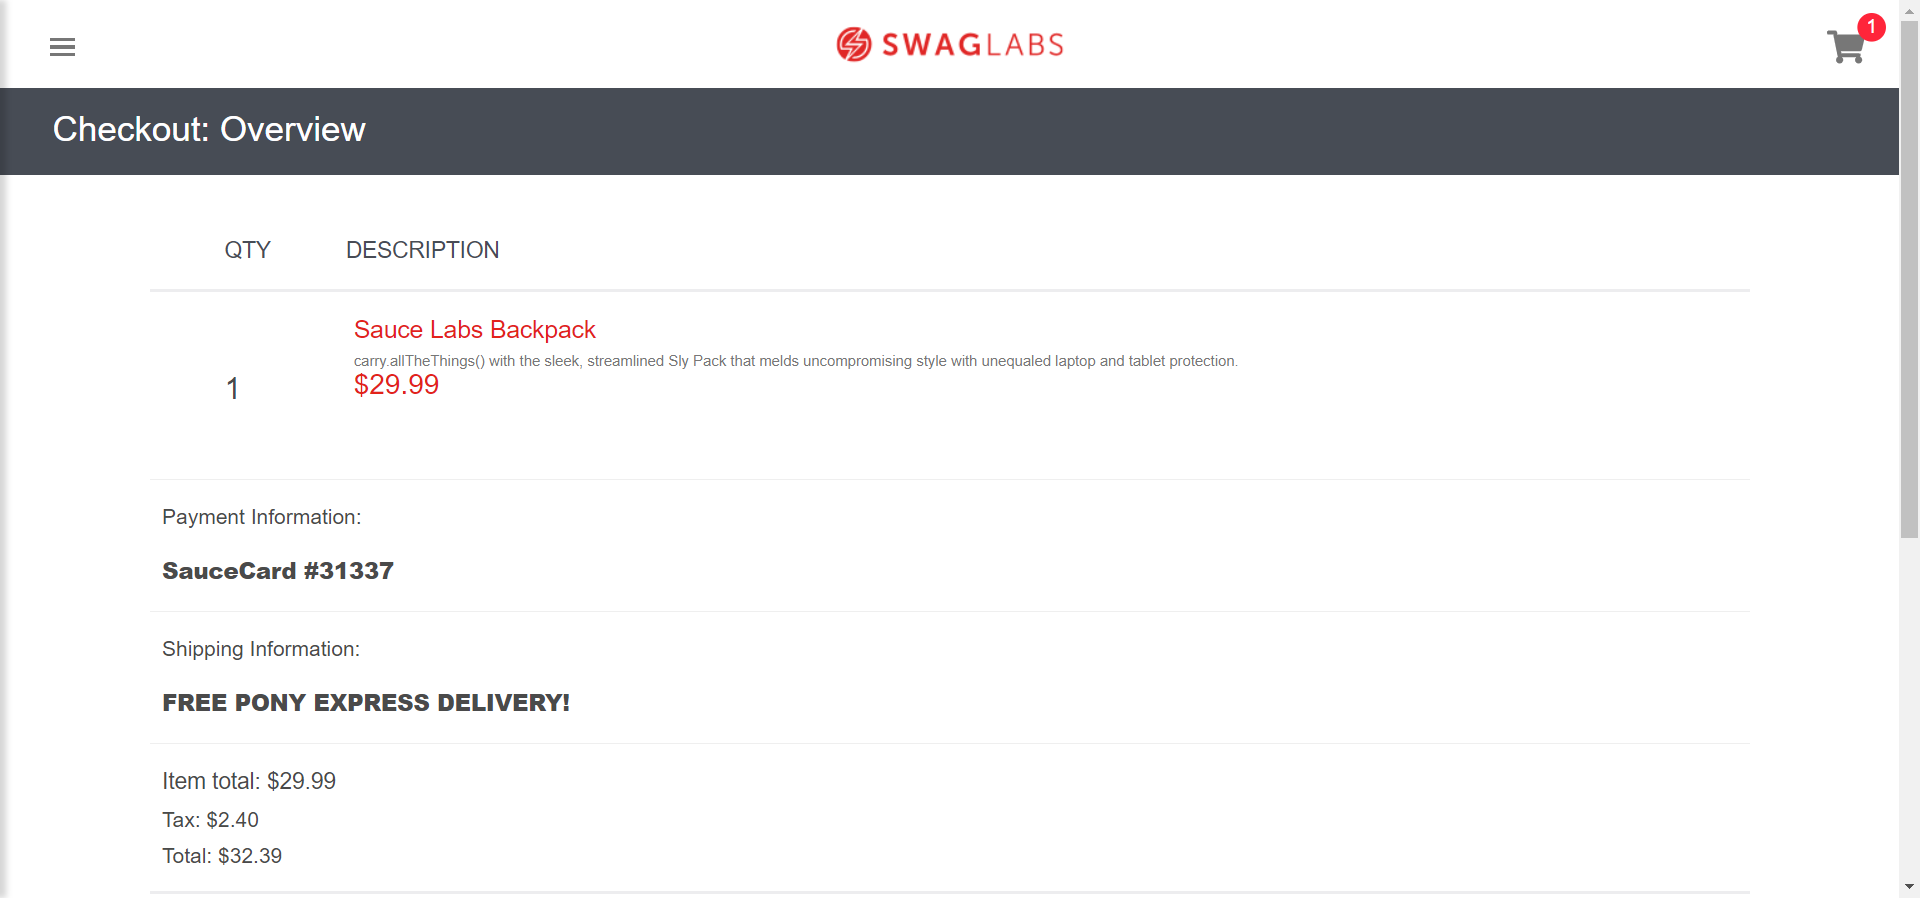 SWAGLABS
1
Checkout: Overview
QTY DESCRIPTION
Sauce Labs Backpack
carry.allTheThings() with the sleek, streamlined Sly Pack that melds uncompromising style with unequaled laptop and tablet protection.
1
$29.99
Payment Information:
SauceCard #31337
Shipping Information:
FREE PONY EXPRESS DELIVERY!
Item total: $29.99
Tax: $2.40
Total: $32.39